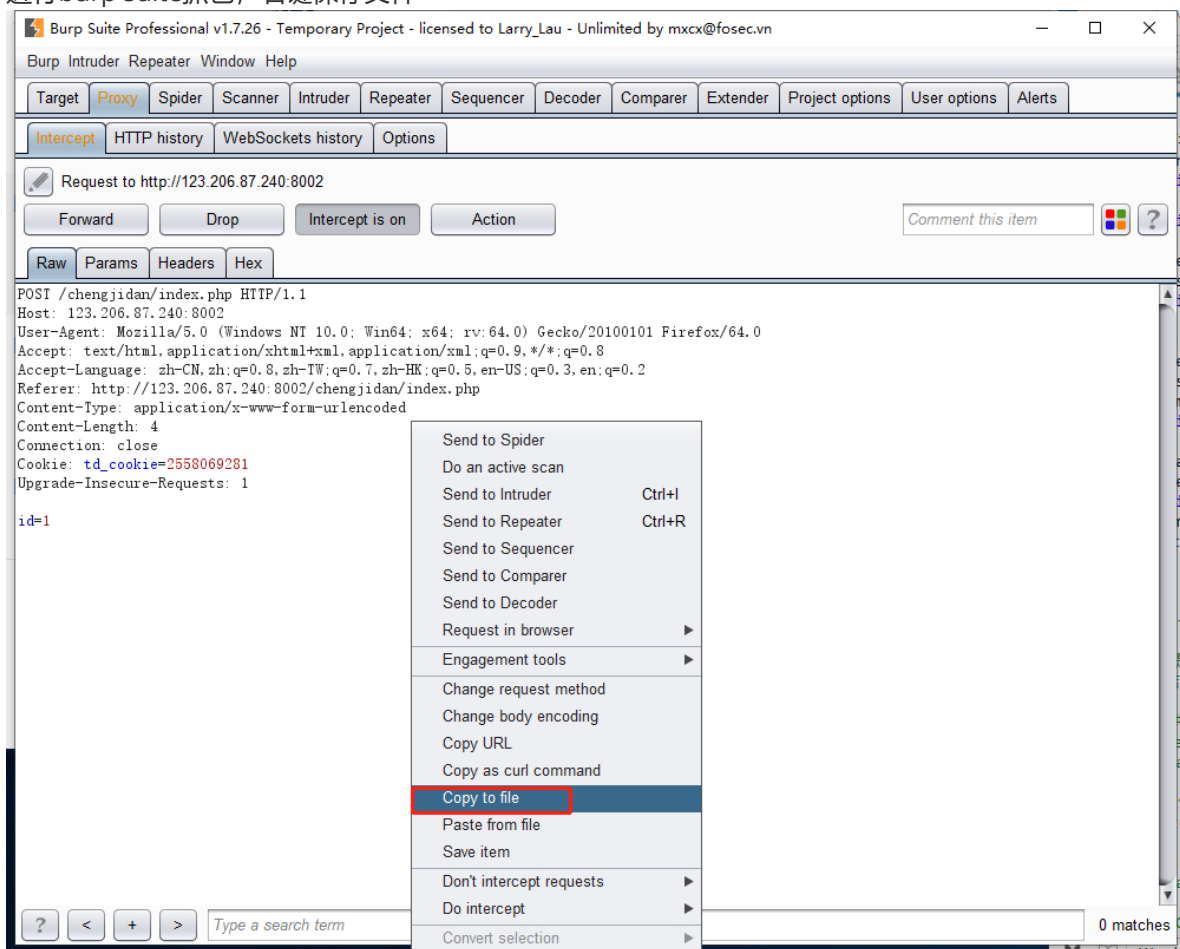 Burp Suite Professional v1.7.26 - Temporary Project - licensed to Larry_Lau - Unlimited by mxcx@fosec.vn
Burp Intruder Repeater Window Help
Target Proxy Spider Scanner Intruder Repeater Sequencer Decoder Comparer Extender Project options User options Alerts
Intercept HTTP history WebSockets history Options
Request to http://123.206.87.240:8002
Forward Drop Intercept is on Action Comment this item ?
Raw Params Headers Hex
POST /chengjidan/index.php HTTP/1.1
Host: 123.206.87.240:8002
User-Agent: Mozilla/5.0 (Windows NT 10.0; Win64; x64; rv:64.0) Gecko/20100101 Firefox/64.0
Accept: text/html,application/xhtml+xml,application/xml;q=0.9,*/*;q=0.8
Accept-Language: zh-CN,zh;q=0.8,zh-TW;q=0.7,zh-HK;q=0.5,en-US;q=0.3,en;q=0.2
Referer: http://123.206.87.240:8002/chengjidan/index.php
Content-Type: application/x-www-form-urlencoded
Content-Length: 4
Connection: close
Cookie: td_cookie=2558069281
Upgrade-Insecure-Requests: 1
id=1
Send to Spider
Do an active scan
Send to Intruder Ctrl+I
Send to Repeater Ctrl+R
Send to Sequencer
Send to Comparer
Send to Decoder
Request in browser
Engagement tools
Change request method
Change body encoding
Copy URL
Copy as curl command
Copy to file
Paste from file
Save item
Don't intercept requests
Do intercept
Convert selection
? < + > Type a search term 0 matches